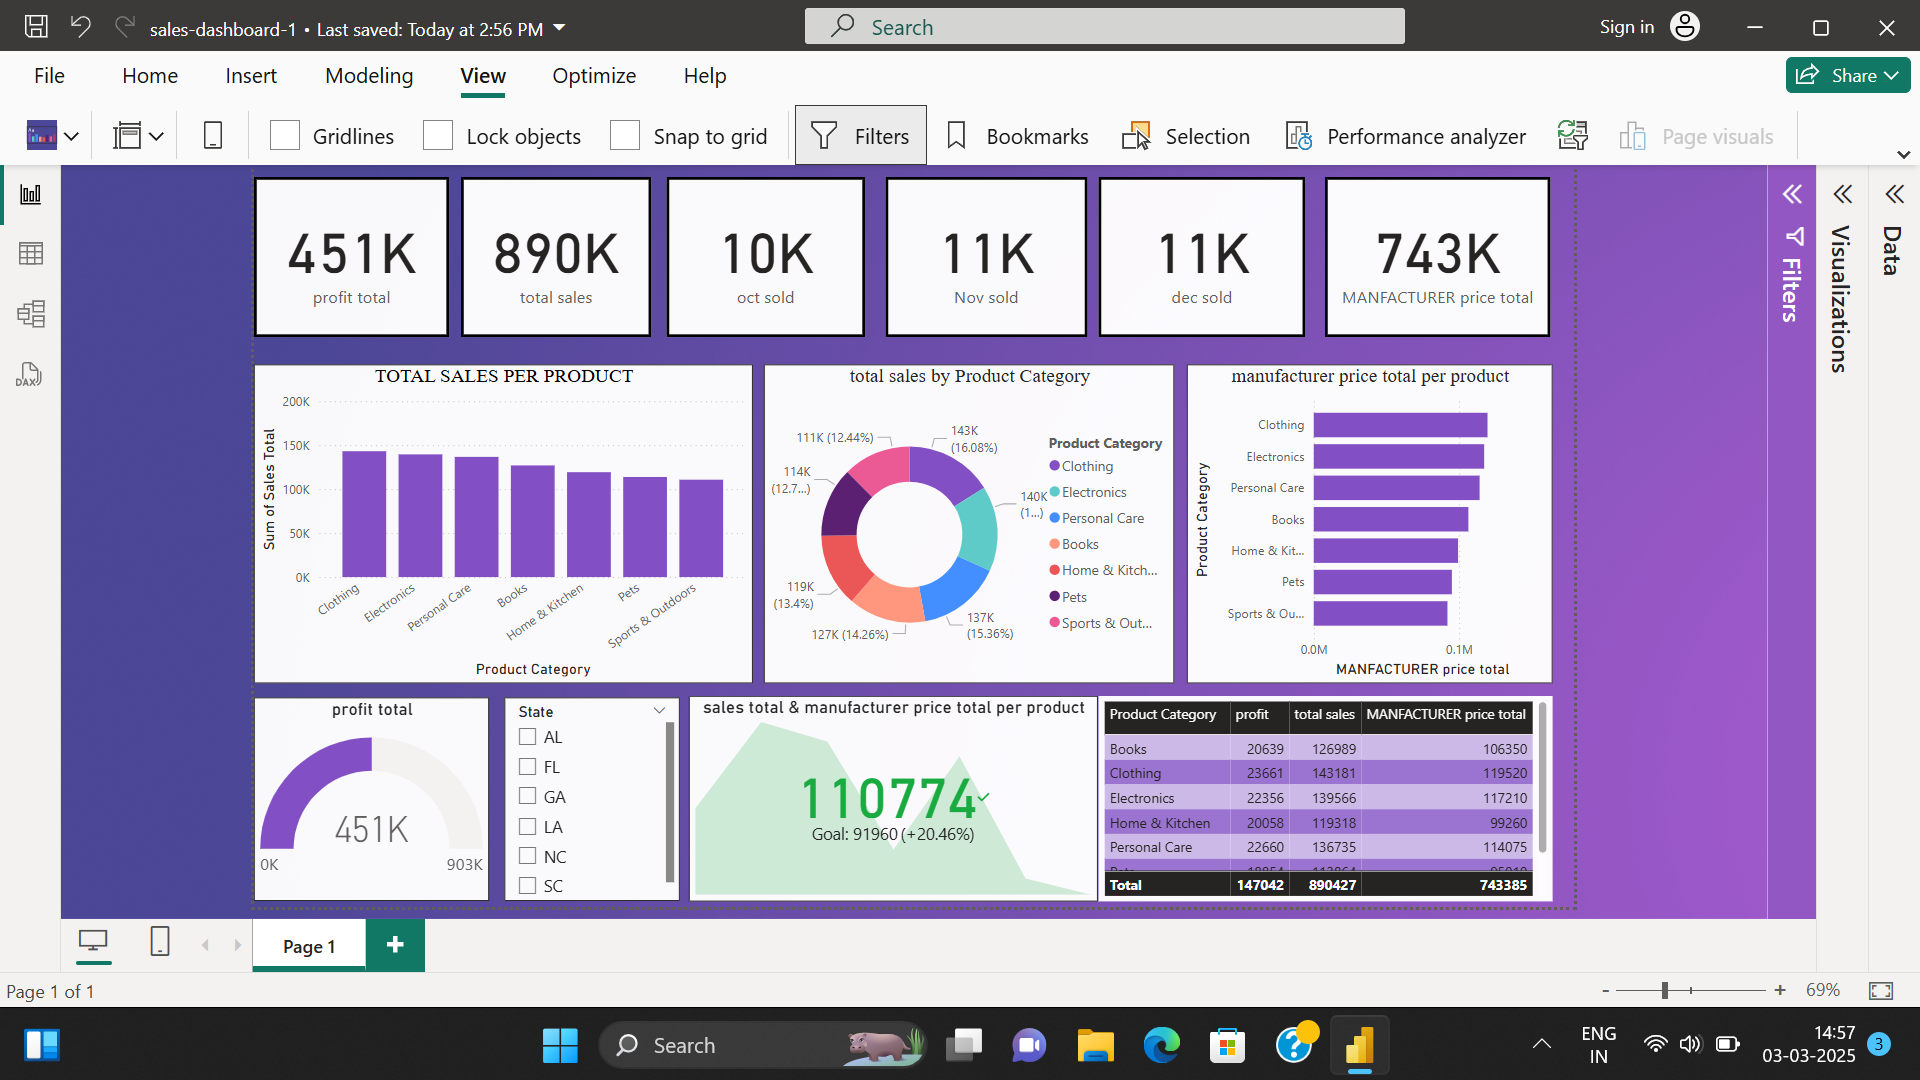 sales-dashboard-1 • Last saved: Today at 2:56 PM
Search
Sign in
File Home Insert Modeling View Optimize Help
Share
Gridlines Lock objects Snap to grid Filters Bookmarks Selection Performance analyzer Page visuals
451K
profit total
890K
total sales
10K
oct sold
11K
Nov sold
11K
dec sold
743K
MANFACTURER price total
Filters
Visualizations
Data
DAX
TOTAL SALES PER PRODUCT
Sum of Sales Total
200K
150K
100K
50K
0K
Clothing
Electronics
Personal Care
Books
Home & Kitchen
Pets
Sports & Outdoors
Product Category
total sales by Product Category
143K
(16.08%)
140K
(1...)
137K
(15.36%)
127K (14.26%)
119K
(13.4%)
114K
(12.7...)
111K (12.44%)
Product Category
Clothing
Electronics
Personal Care
Books
Home & Kitch...
Pets
Sports & Out...
manufacturer price total per product
Product Category
Clothing
Electronics
Personal Care
Books
Home & Kit...
Pets
Sports & Ou...
0.0M 0.1M
MANFACTURER price total
profit total
451K
0K 903K
State
AL
FL
GA
LA
NC
SC
sales total & manufacturer price total per product
110774
Goal: 91960 (+20.46%)
Product Category profit total sales MANFACTURER price total
Books 20639 126989 106350
Clothing 23661 143181 119520
Electronics 22356 139566 117210
Home & Kitchen 20058 119318 99260
Personal Care 22660 136735 114075
Total 147042 890427 743385
Page 1
Page 1 of 1
- + 69%
Search
ENG
IN
14:57
03-03-2025
3